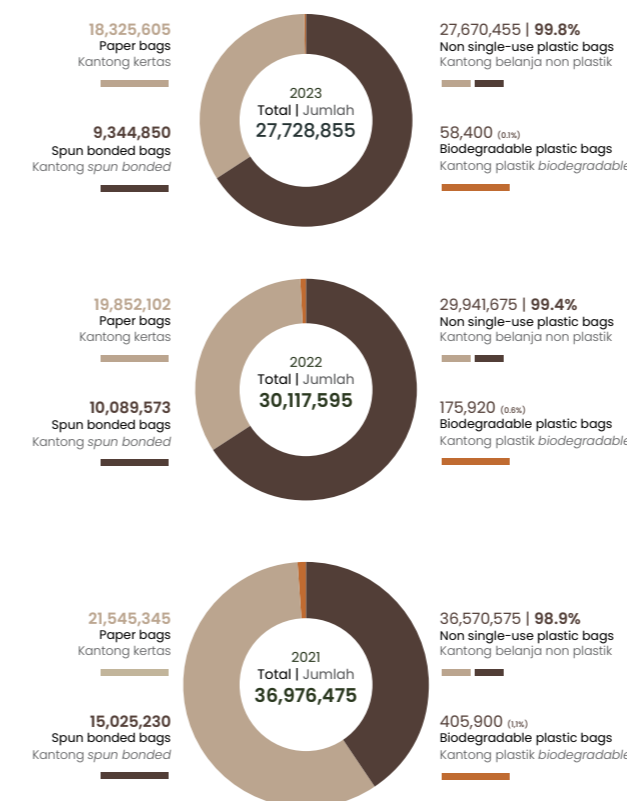 18,325,605
Paper bags
Kantong kertas
9,344,850
Spun bonded bags
Kantong spun bonded
2023
Total | Jumlah
27,728,855
27,670,455 | 99.8%
Non single-use plastic bags
Kantong belanja non plastik
58,400 (0.1%)
Biodegradable plastic bags
Kantong plastik biodegradable
19,852,102
Paper bags
Kantong kertas
10,089,573
Spun bonded bags
Kantong spun bonded
2022
Total | Jumlah
30,117,595
29,941,675 | 99.4%
Non single-use plastic bags
Kantong belanja non plastik
175,920 (0.6%)
Biodegradable plastic bags
Kantong plastik biodegradable
21,545,345
Paper bags
Kantong kertas
15,025,230
Spun bonded bags
Kantong spun bonded
2021
Total | Jumlah
36,976,475
36,570,575 | 98.9%
Non single-use plastic bags
Kantong belanja non plastik
405,900 (1,1%)
Biodegradable plastic bags
Kantong plastik biodegradable